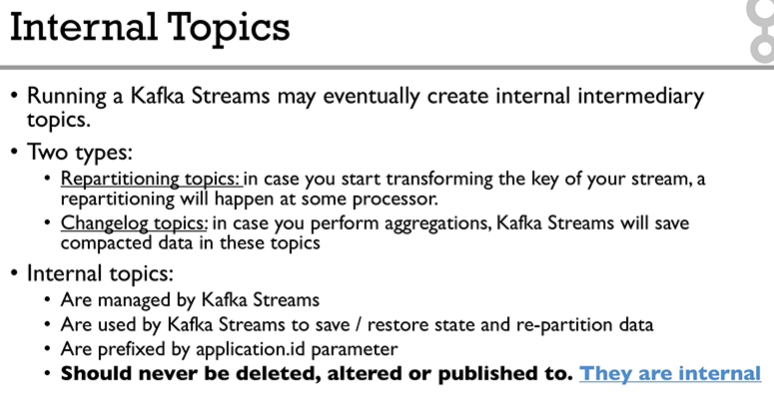 Internal Topics
• Running a Kafka Streams may eventually create internal intermediary
topics.
• Two types:
• Repartitioning topics: in case you start transforming the key of your stream, a
repartitioning will happen at some processor.
• Changelog topics: in case you perform aggregations, Kafka Streams will save
compacted data in these topics
• Internal topics:
• Are managed by Kafka Streams
• Are used by Kafka Streams to save / restore state and re-partition data
• Are prefixed by application.id parameter
• Should never be deleted, altered or published to. They are internal